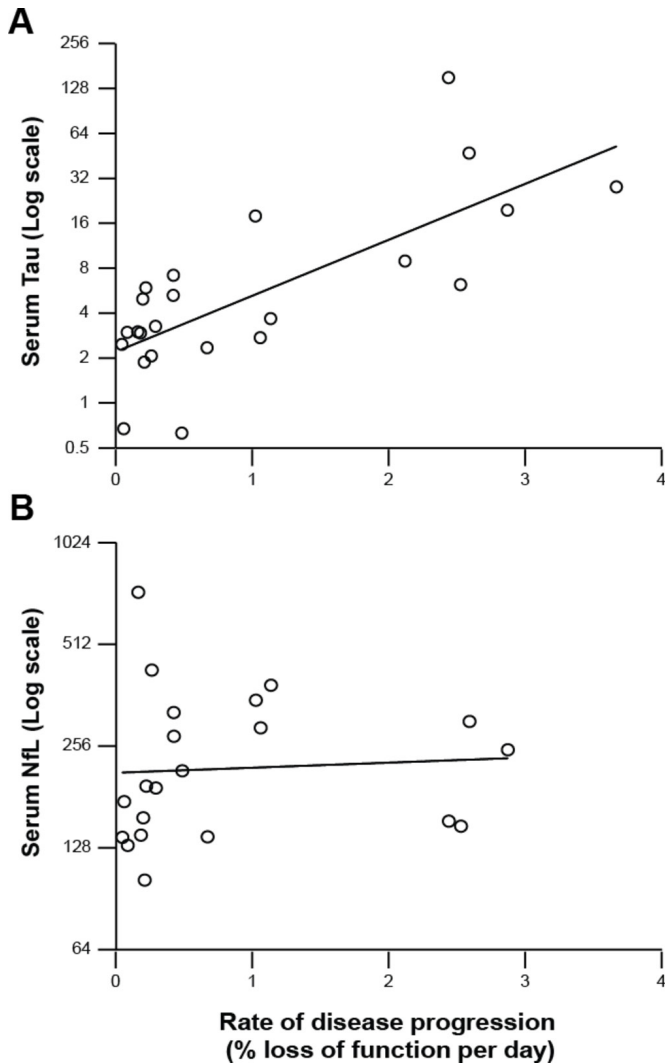 A
256
128
64
32
16
8
4
2
1
0.5
Serum Tau (Log scale)
0 1 2 3 4
B
1024
512
256
128
64
Serum NfL (Log scale)
0 1 2 3 4
Rate of disease progression
(% loss of function per day)